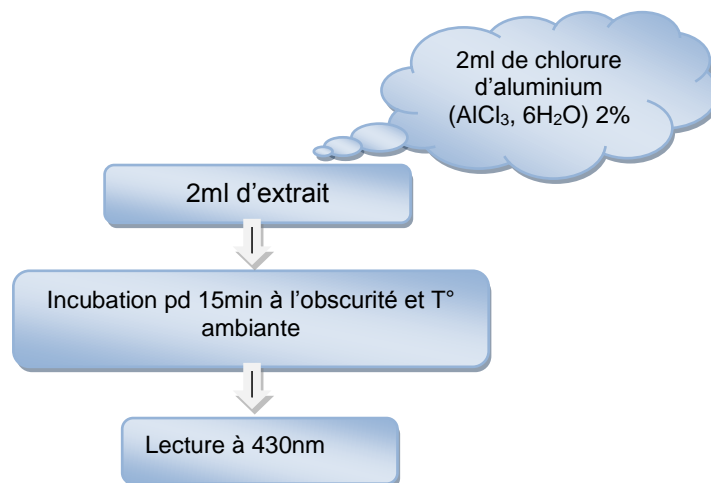 2ml de chlorure
d’aluminium
(AlCl₃, 6H₂O) 2%
2ml d’extrait
Incubation pd 15min à l’obscurité et T°
ambiante
Lecture à 430nm